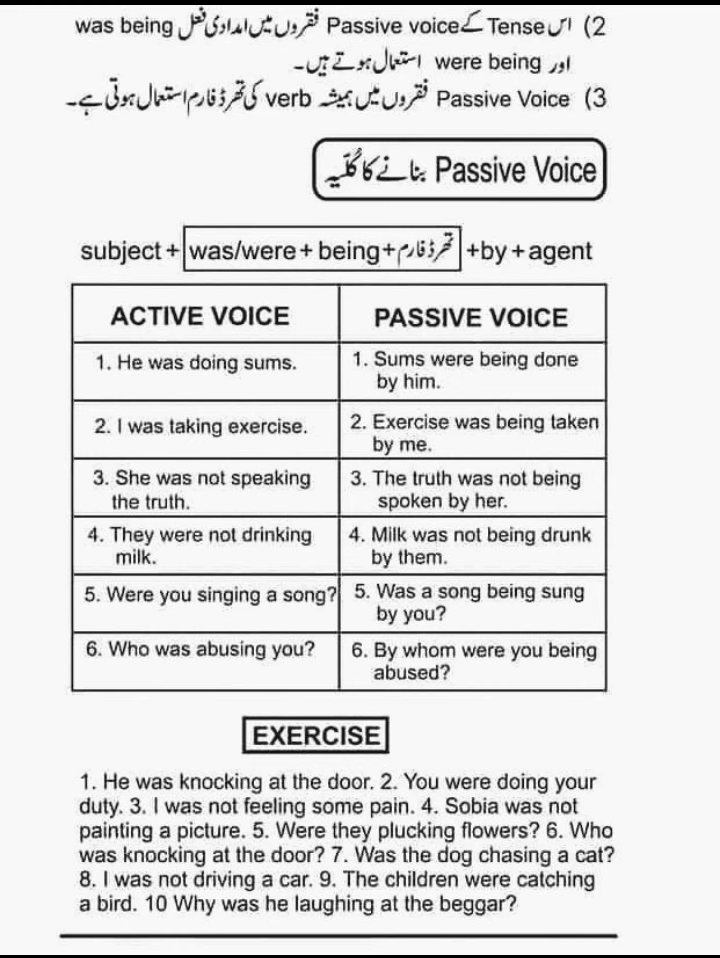 2) اس Tense کے Passive voice فقروں میں امدادی فعل was being
اور were being استعمال ہوتے ہیں۔
3) Passive Voice فقروں میں ہمیشہ verb کی تھرڈ فارم استعمال ہوتی ہے۔
Passive Voice بنانے کا کُلیّہ
subject + was/were + being + تھرڈ فارم + by + agent
ACTIVE VOICE
PASSIVE VOICE
1. He was doing sums.
1. Sums were being done
by him.
2. I was taking exercise.
2. Exercise was being taken
by me.
3. She was not speaking
the truth.
3. The truth was not being
spoken by her.
4. They were not drinking
milk.
4. Milk was not being drunk
by them.
5. Were you singing a song?
5. Was a song being sung
by you?
6. Who was abusing you?
6. By whom were you being
abused?
EXERCISE
1. He was knocking at the door. 2. You were doing your
duty. 3. I was not feeling some pain. 4. Sobia was not
painting a picture. 5. Were they plucking flowers? 6. Who
was knocking at the door? 7. Was the dog chasing a cat?
8. I was not driving a car. 9. The children were catching
a bird. 10 Why was he laughing at the beggar?